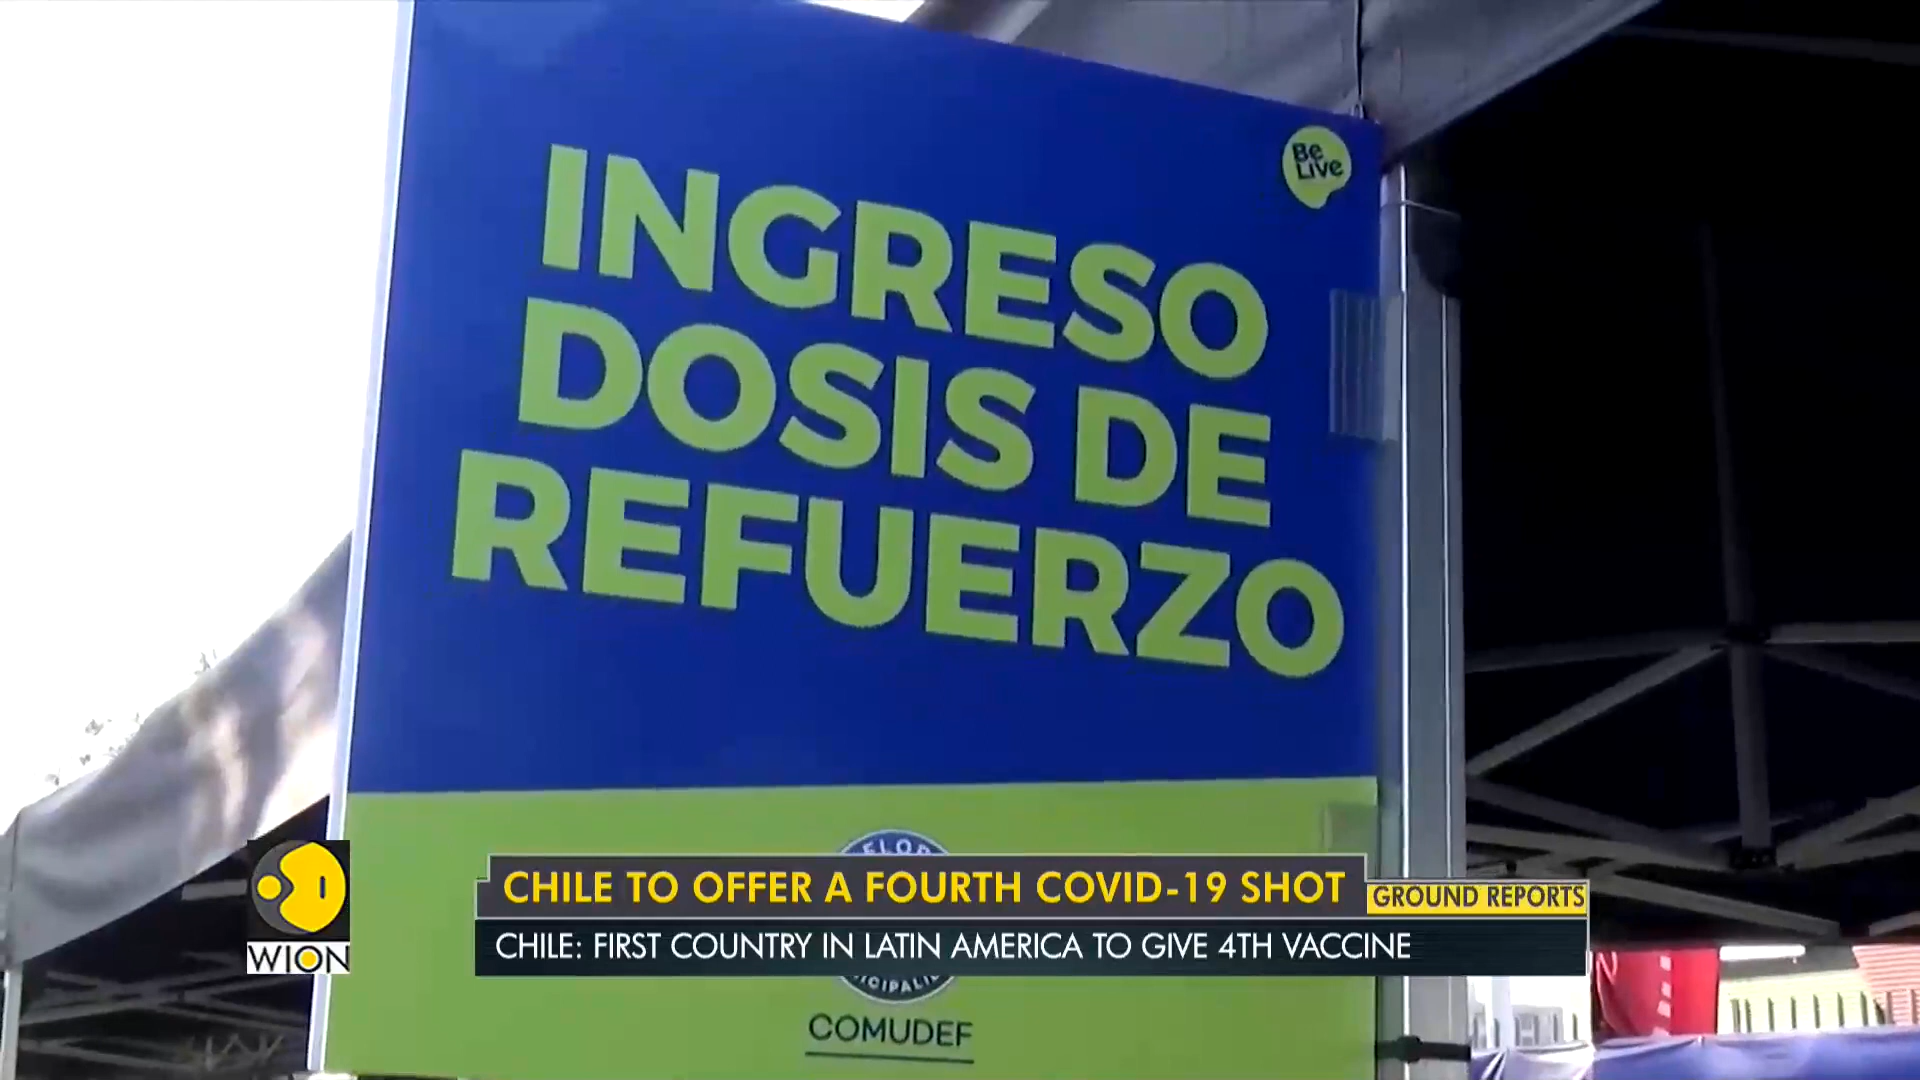 Be
Live
INGRESO
DOSIS DE
REFUERZO
CHILE TO OFFER A FOURTH COVID-19 SHOT
GROUND REPORTS
CHILE: FIRST COUNTRY IN LATIN AMERICA TO GIVE 4TH VACCINE
WION
COMUDEF